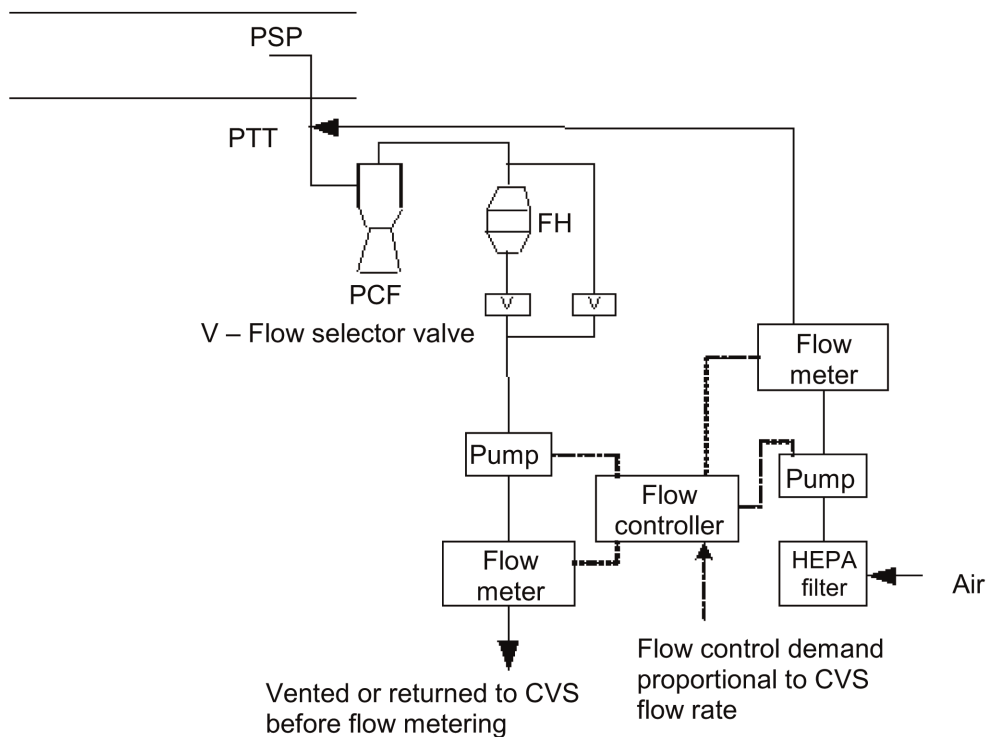 PSP
PTT
FH
PCF
V
V
V – Flow selector valve
Flow
meter
Pump
Flow
controller
Pump
Flow
meter
HEPA
filter
Air
Flow control demand
proportional to CVS
flow rate
Vented or returned to CVS
before flow metering